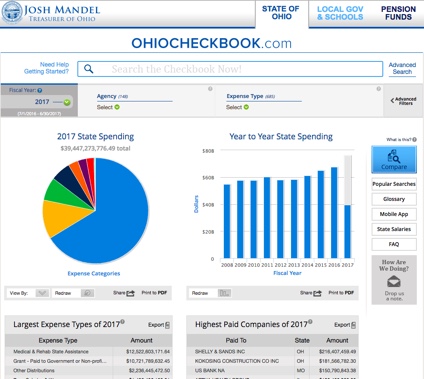 JOSH MANDEL
TREASURER OF OHIO
STATE OF OHIO
LOCAL GOV & SCHOOLS
PENSION FUNDS
OHIOCHECKBOOK.com
Need Help Getting Started?
Search the Checkbook Now!
Advanced Search
Fiscal Year:
2017
(7/1/2016 - 6/30/2017)
Agency (148)
Select
Expense Type (685)
Select
Advanced Filters
2017 State Spending
$39,447,273,776.49 total
Expense Categories
Year to Year State Spending
$80B
$60B
$40B
$20B
0
Dollars
2008 2009 2010 2011 2012 2013 2014 2015 2016 2017
Fiscal Year
What is this?
Compare
Popular Searches
Glossary
Mobile App
State Salaries
FAQ
How Are We Doing?
Drop us a note.
View By:
Redraw
Share
Print to PDF
Redraw
Share
Print to PDF
Largest Expense Types of 2017
Export
Expense Type Amount
Medical & Rehab State Assistance $12,522,803,171.84
Grant - Paid to Government or Non-profi... $10,721,789,632.45
Other Distributions $2,236,445,472.50
Highest Paid Companies of 2017
Export
Paid To State Amount
SHELLY & SANDS INC OH $218,407,459.49
KOKOSING CONSTRUCTION CO INC OH $181,566,782.30
US BANK NA MO $150,790,843.38